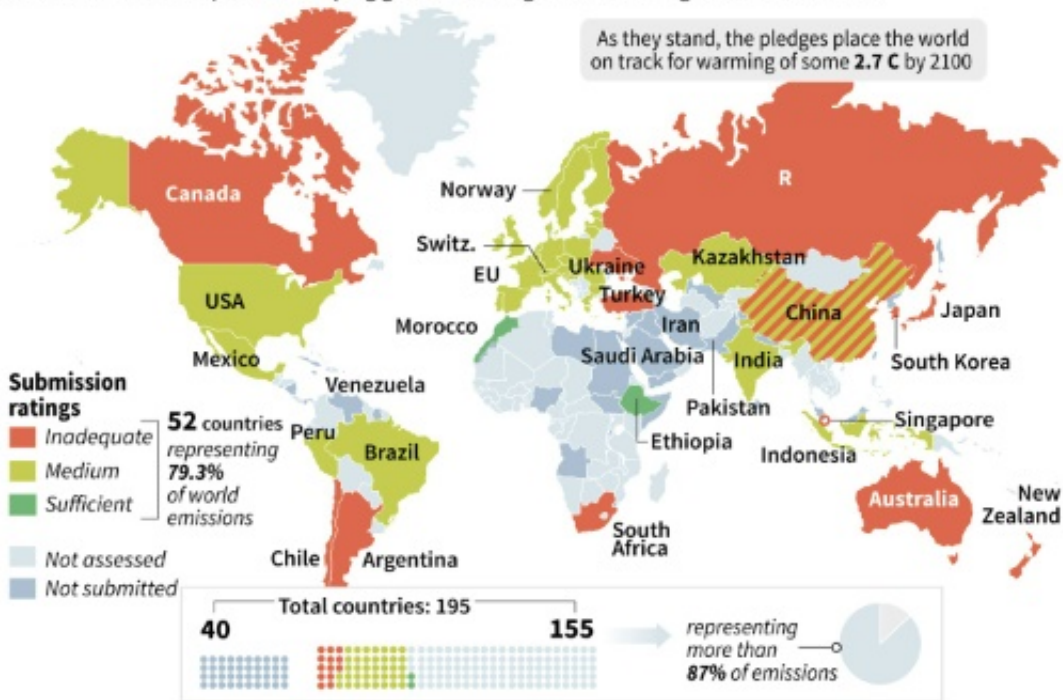 As they stand, the pledges place the world
on track for warming of some 2.7 C by 2100
Canada
R
Norway
Switz.
EU
Ukraine
Kazakhstan
Turkey
USA
China
Japan
Morocco
Iran
Mexico
Saudi Arabia
India
South Korea
Venezuela
Pakistan
Singapore
Peru
Brazil
Ethiopia
Indonesia
Australia
New
Zealand
South
Africa
Chile
Argentina
Submission
ratings
Inadequate
Medium
Sufficient
52 countries
representing
79.3%
of world
emissions
Not assessed
Not submitted
Total countries: 195
40
155
representing
more than
87% of emissions